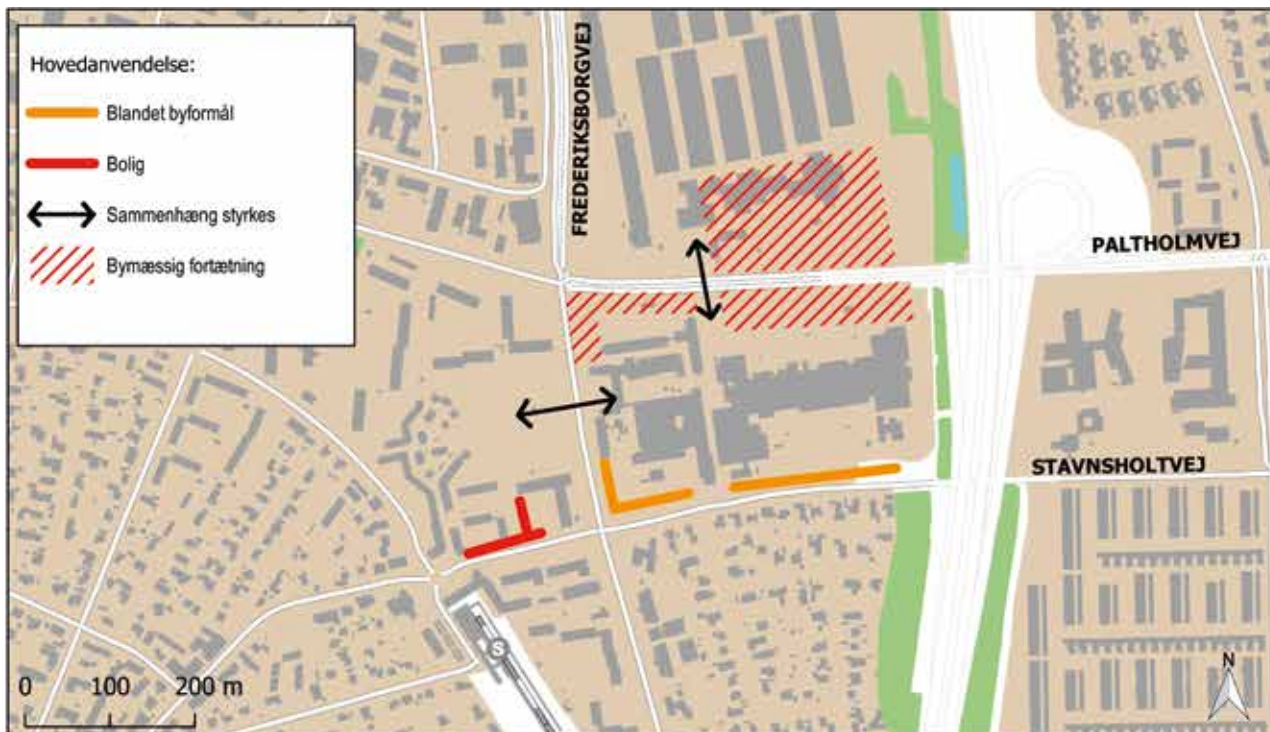 Hovedanvendelse:
Blandet byformål
Bolig
Sammenhæng styrkes
Bymæssig fortætning
FREDERIKSBORGVEJ
PALTHOLMVEJ
STAVNSHOLTVEJ
S
0 100 200 m
N